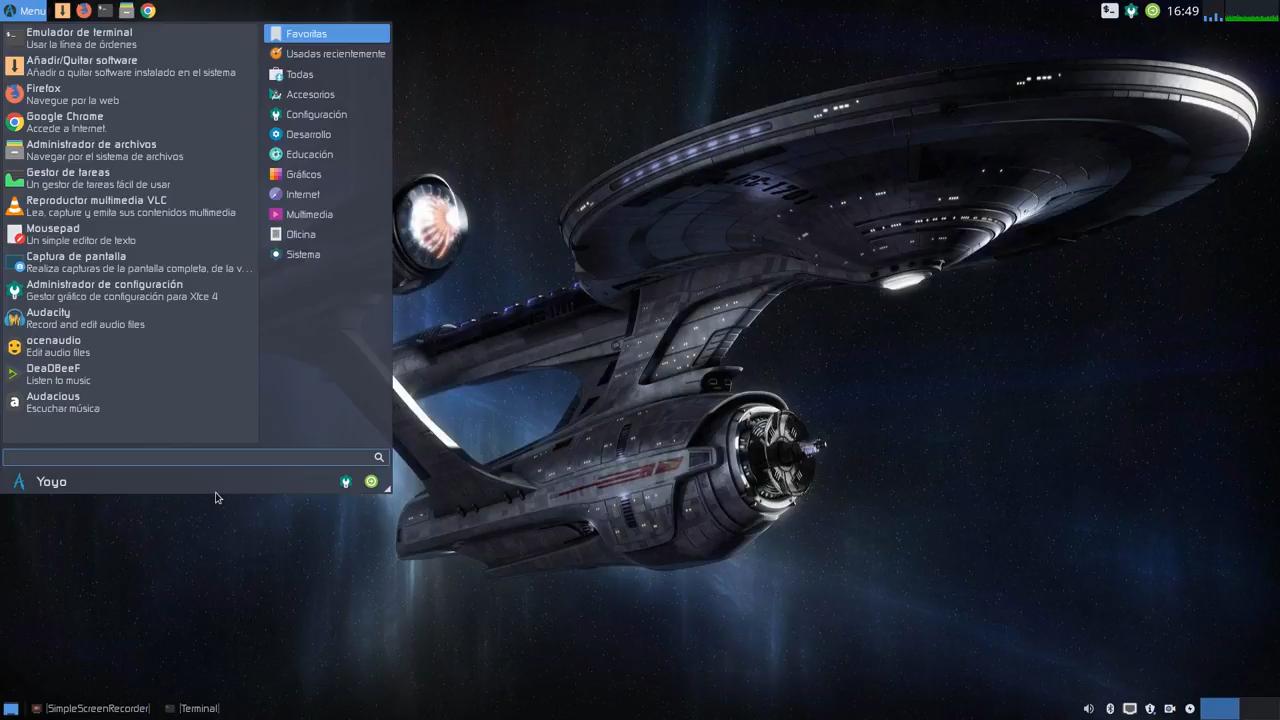 Menu
16:49
Emulador de terminal
Usar la línea de órdenes
Añadir/Quitar software
Añadir o quitar software instalado en el sistema
Firefox
Navegue por la web
Google Chrome
Accede a Internet.
Administrador de archivos
Navegar por el sistema de archivos
Gestor de tareas
Un gestor de tareas fácil de usar
Reproductor multimedia VLC
Lea, capture y emita sus contenidos multimedia
Mousepad
Un simple editor de texto
Captura de pantalla
Realiza capturas de la pantalla completa, de la v...
Administrador de configuración
Gestor gráfico de configuración para Xfce 4
Audacity
Record and edit audio files
ocenaudio
Edit audio files
DeaDBeeF
Listen to music
Audacious
Escuchar música
Favoritas
Usadas recientemente
Todas
Accesorios
Configuración
Desarrollo
Educación
Gráficos
Internet
Multimedia
Oficina
Sistema
Yoyo
[SimpleScreenRecorder]
[Terminal]